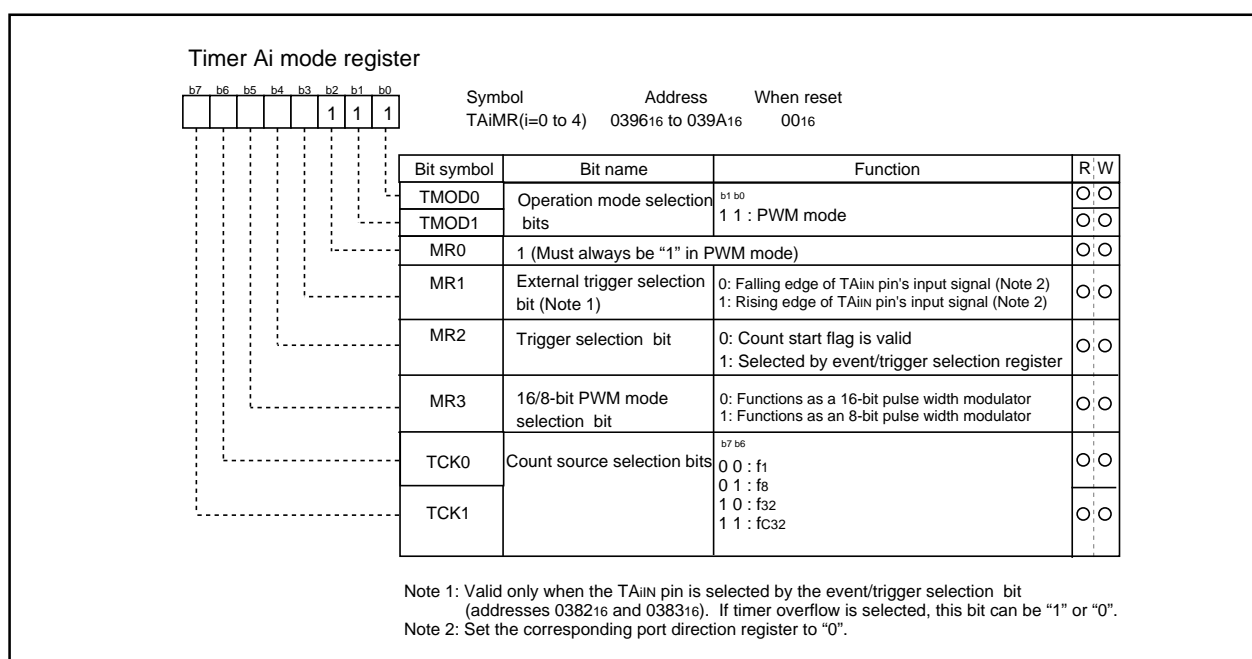 Timer Ai mode register
b7 b6 b5 b4 b3 b2 b1 b0
1 1 1
Symbol Address When reset
TAiMR(i=0 to 4) 039616 to 039A16 0016
Bit symbol Bit name Function R W
TMOD0
TMOD1
Operation mode selection
bits
b1 b0
1 1 : PWM mode
MR0 1 (Must always be “1” in PWM mode)
MR1
External trigger selection
bit (Note 1)
0: Falling edge of TAiIN pin’s input signal (Note 2)
1: Rising edge of TAiIN pin’s input signal (Note 2)
MR2 Trigger selection bit
0: Count start flag is valid
1: Selected by event/trigger selection register
MR3
16/8-bit PWM mode
selection bit
0: Functions as a 16-bit pulse width modulator
1: Functions as an 8-bit pulse width modulator
TCK0
TCK1
Count source selection bits
b7 b6
0 0 : f1
0 1 : f8
1 0 : f32
1 1 : fC32
Note 1: Valid only when the TAiIN pin is selected by the event/trigger selection bit
(addresses 038216 and 038316). If timer overflow is selected, this bit can be “1” or “0”.
Note 2: Set the corresponding port direction register to “0”.